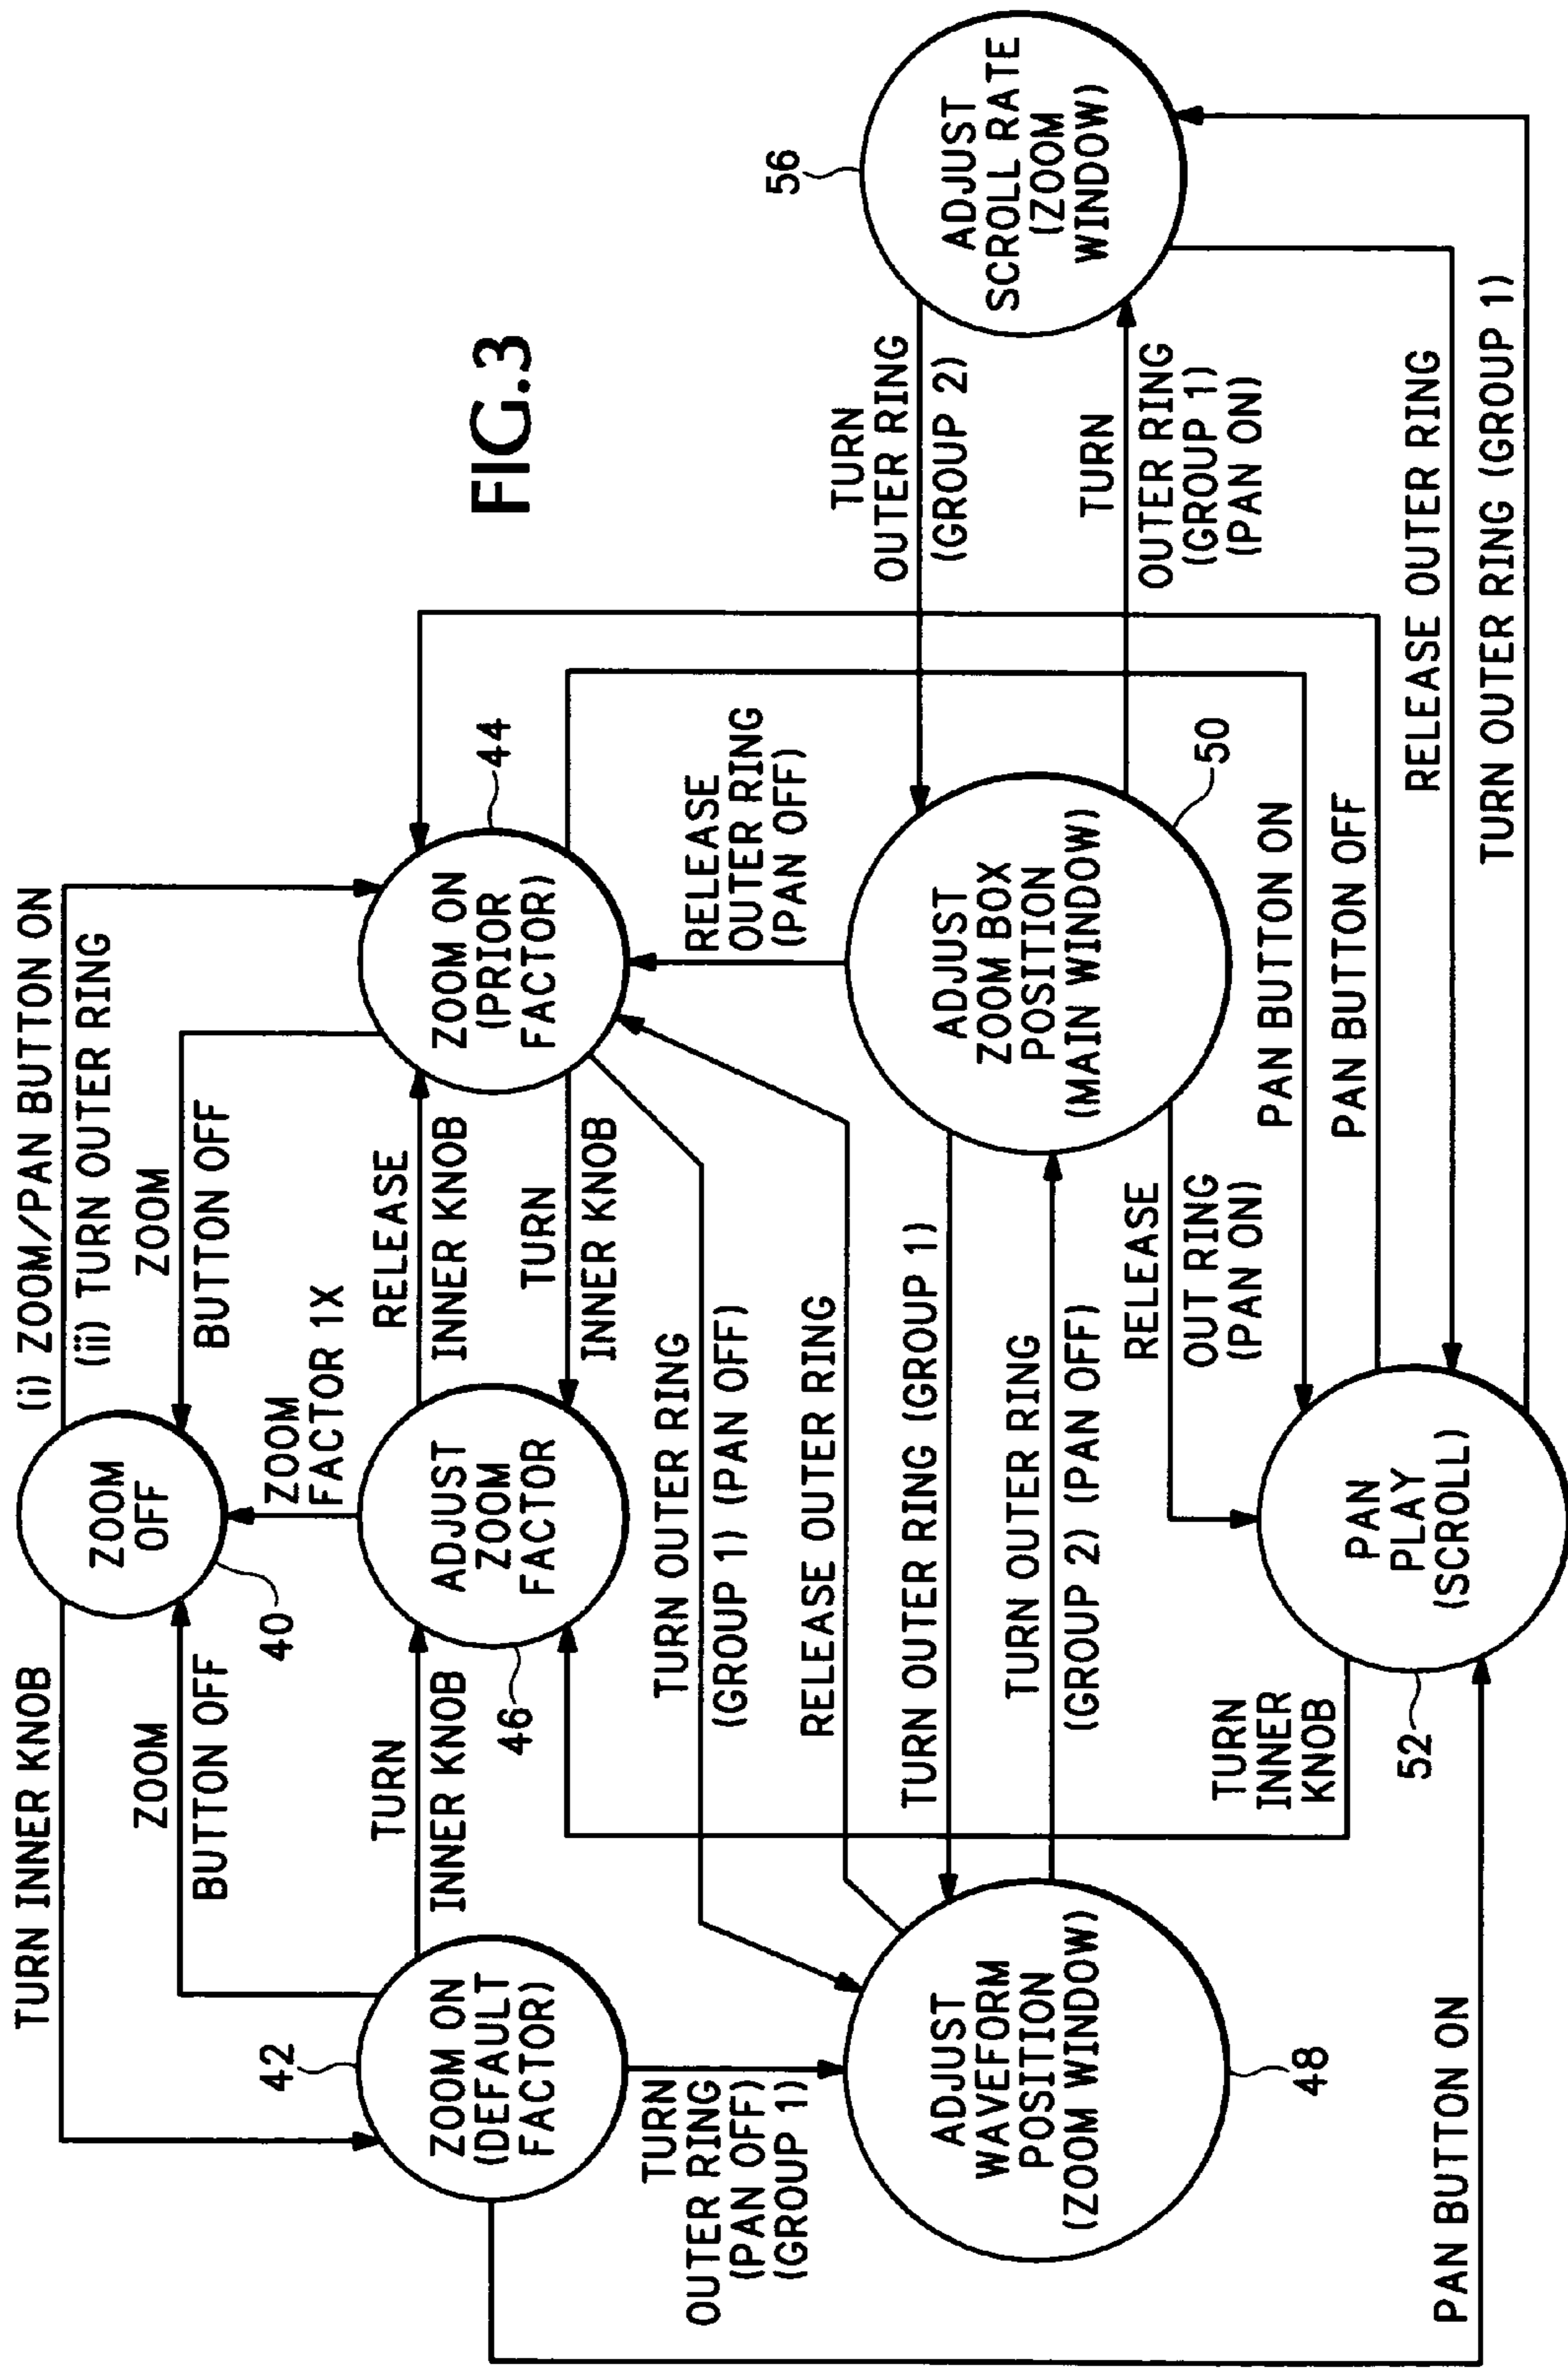 FIG.3
TURN INNER KNOB
(i) ZOOM/PAN BUTTON ON
(ii) TURN OUTER RING
ZOOM
OFF
40
ZOOM
BUTTON OFF
ZOOM
BUTTON OFF
ZOOM
FACTOR 1X
42
ZOOM ON
(DEFAULT
FACTOR)
TURN
INNER KNOB
46
ADJUST
ZOOM
FACTOR
RELEASE
INNER KNOB
TURN
INNER KNOB
44
ZOOM ON
(PRIOR
FACTOR)
TURN
OUTER RING
(PAN OFF)
(GROUP 1)
TURN OUTER RING
(GROUP 1) (PAN OFF)
RELEASE OUTER RING
RELEASE
OUTER RING
(PAN OFF)
ADJUST
WAVEFORM
POSITION
(ZOOM WINDOW)
48
TURN OUTER RING (GROUP 1)
TURN OUTER RING
(GROUP 2) (PAN OFF)
ADJUST
ZOOM BOX
POSITION
(MAIN WINDOW)
50
TURN
OUTER RING
(GROUP 2)
TURN
OUTER RING
(GROUP 1)
(PAN ON)
56
ADJUST
SCROLL RATE
(ZOOM
WINDOW)
RELEASE
OUT RING
(PAN ON)
TURN
INNER
KNOB
52
PAN
PLAY
(SCROLL)
PAN BUTTON ON
PAN BUTTON OFF
RELEASE OUTER RING
TURN OUTER RING (GROUP 1)
PAN BUTTON ON